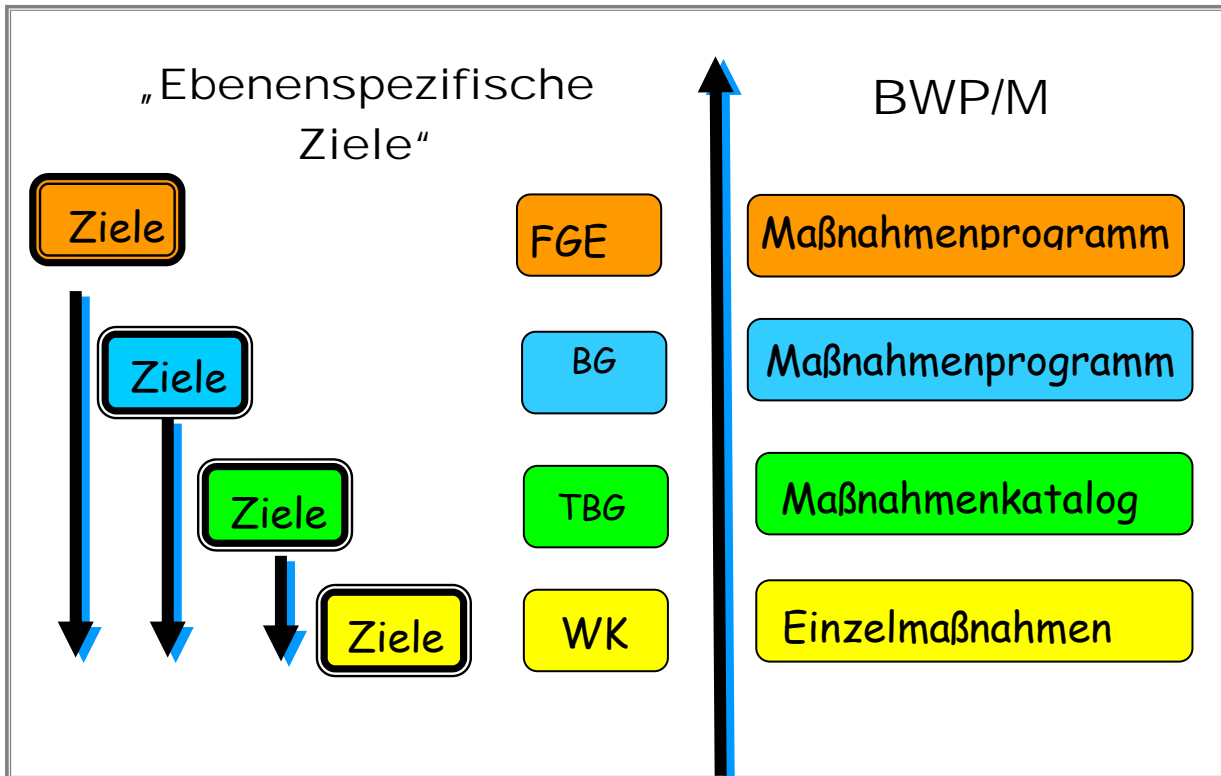 „Ebenenspezifische
Ziele“
BWP/M
Ziele
FGE
Maßnahmenprogramm
Ziele
BG
Maßnahmenprogramm
Ziele
TBG
Maßnahmenkatalog
Ziele
WK
Einzelmaßnahmen